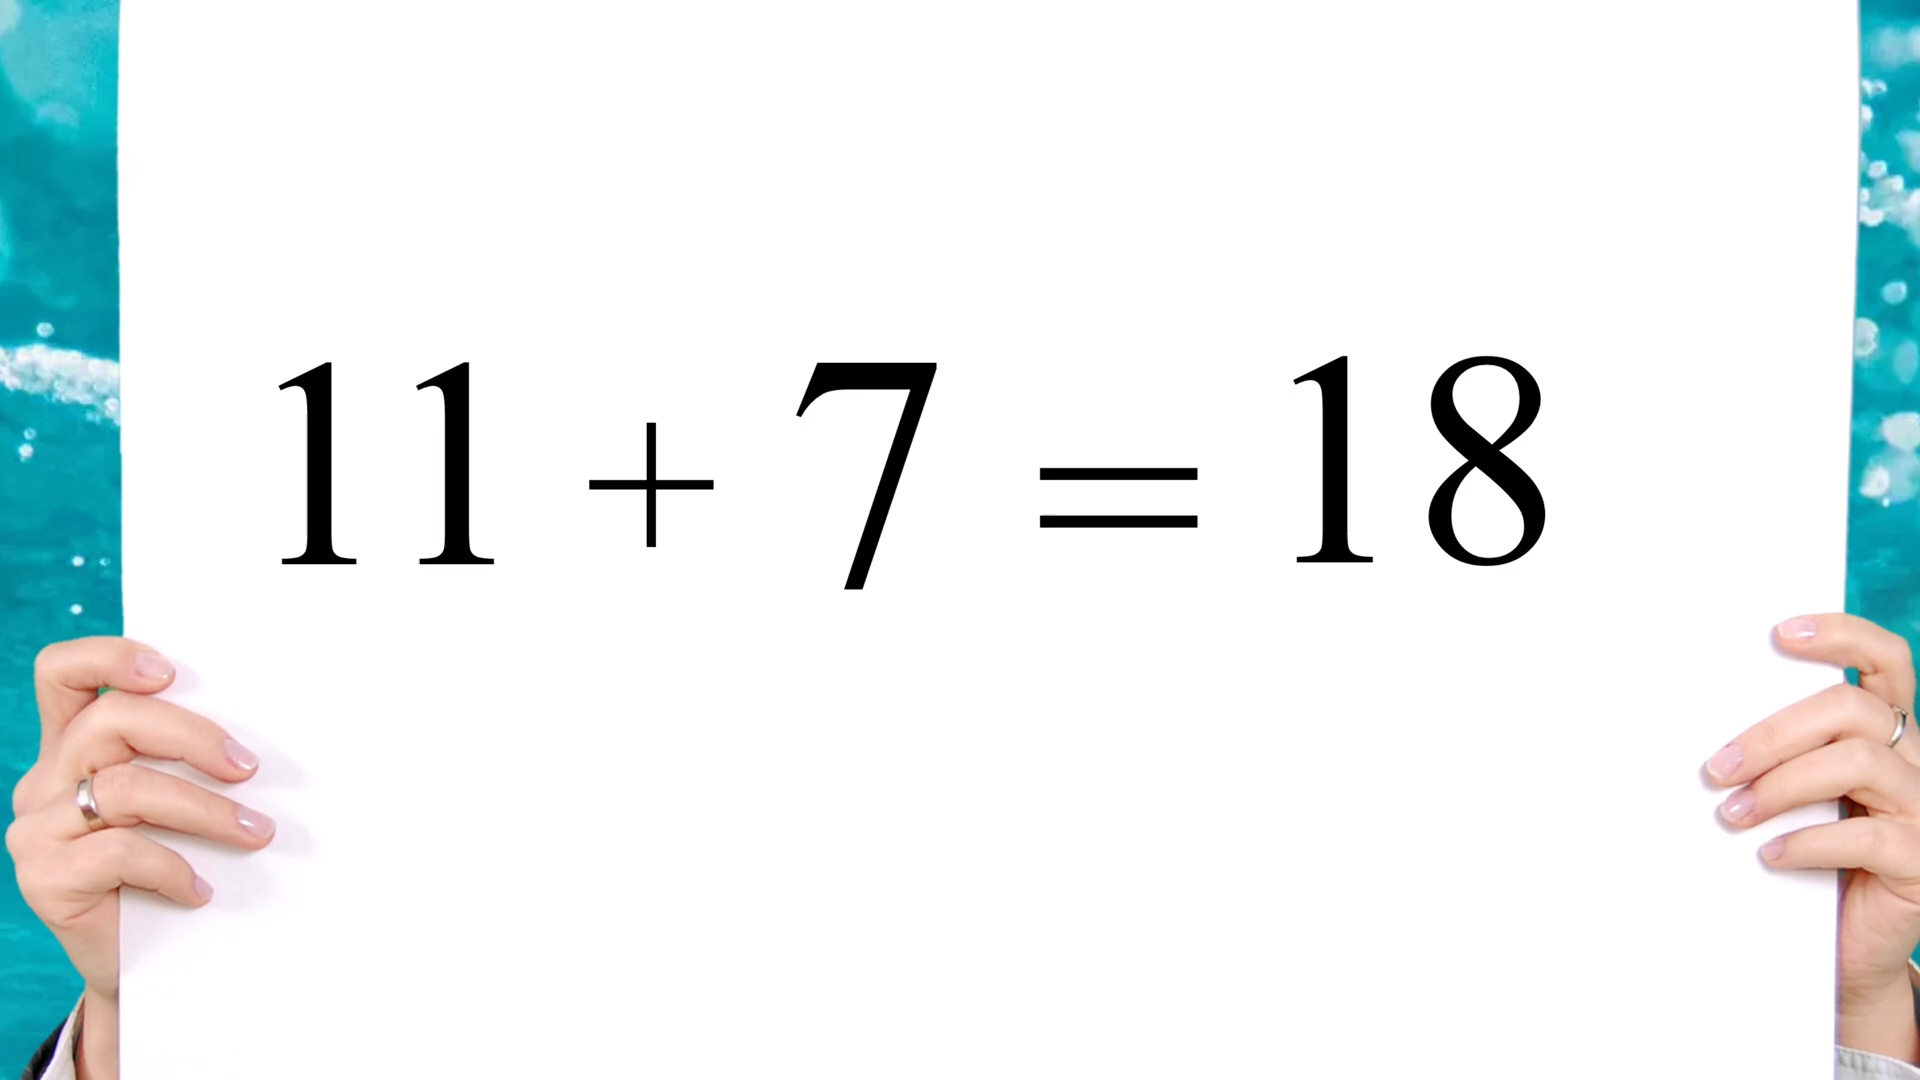 11 + 7 = 18